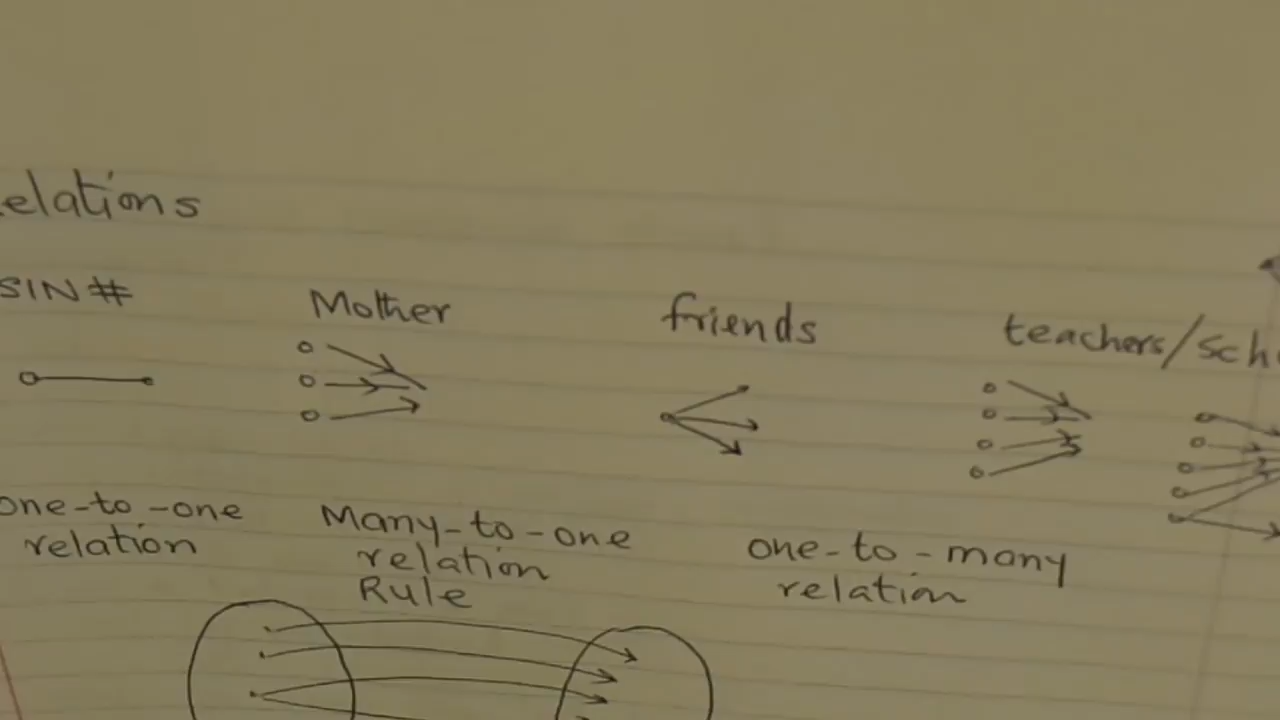 elations
SIN # Mother friends teachers/sch
one-to-one Many-to-one one-to-many
relation relation relation
Rule